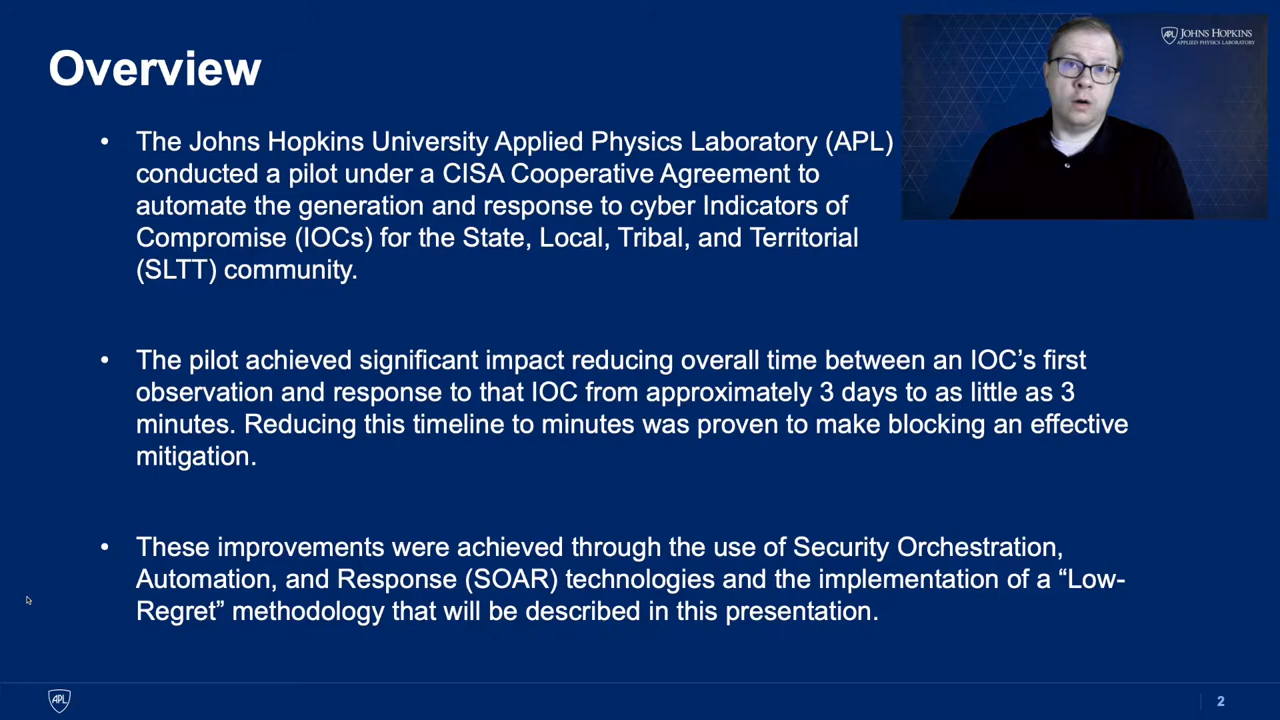 Overview
• The Johns Hopkins University Applied Physics Laboratory (APL)
conducted a pilot under a CISA Cooperative Agreement to
automate the generation and response to cyber Indicators of
Compromise (IOCs) for the State, Local, Tribal, and Territorial
(SLTT) community.
• The pilot achieved significant impact reducing overall time between an IOC’s first
observation and response to that IOC from approximately 3 days to as little as 3
minutes. Reducing this timeline to minutes was proven to make blocking an effective
mitigation.
• These improvements were achieved through the use of Security Orchestration,
Automation, and Response (SOAR) technologies and the implementation of a “Low-
Regret” methodology that will be described in this presentation.
APL
JOHNS HOPKINS
APPLIED PHYSICS LABORATORY
APL
2